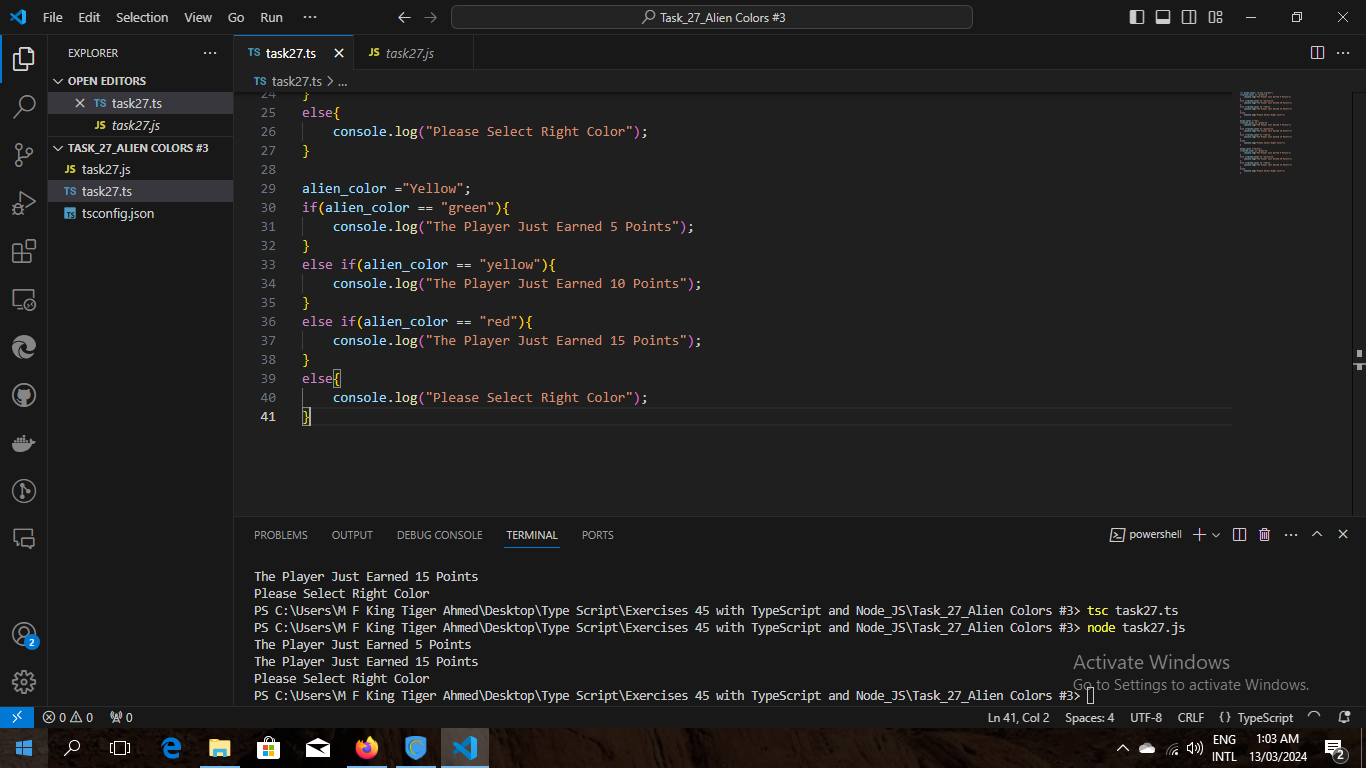 File Edit Selection View Go Run ··· Task_27_Alien Colors #3
EXPLORER ···
OPEN EDITORS
TS task27.ts
JS task27.js
TASK_27_ALIEN COLORS #3
JS task27.js
TS task27.ts
TS tsconfig.json
TS task27.ts JS task27.js
TS task27.ts > ...
24 }
25 else{
26 console.log("Please Select Right Color");
27 }
28
29 alien_color ="Yellow";
30 if(alien_color == "green"){
31 console.log("The Player Just Earned 5 Points");
32 }
33 else if(alien_color == "yellow"){
34 console.log("The Player Just Earned 10 Points");
35 }
36 else if(alien_color == "red"){
37 console.log("The Player Just Earned 15 Points");
38 }
39 else{
40 console.log("Please Select Right Color");
41 }
PROBLEMS OUTPUT DEBUG CONSOLE TERMINAL PORTS powershell
The Player Just Earned 15 Points
Please Select Right Color
PS C:\Users\M F King Tiger Ahmed\Desktop\Type Script\Exercises 45 with TypeScript and Node_JS\Task_27_Alien Colors #3> tsc task27.ts
PS C:\Users\M F King Tiger Ahmed\Desktop\Type Script\Exercises 45 with TypeScript and Node_JS\Task_27_Alien Colors #3> node task27.js
The Player Just Earned 5 Points
The Player Just Earned 15 Points
Please Select Right Color
PS C:\Users\M F King Tiger Ahmed\Desktop\Type Script\Exercises 45 with TypeScript and Node_JS\Task_27_Alien Colors #3>
Activate Windows
Go to Settings to activate Windows.
2
0 0 0 Ln 41, Col 2 Spaces: 4 UTF-8 CRLF {} TypeScript
ENG 1:03 AM
INTL 13/03/2024 2